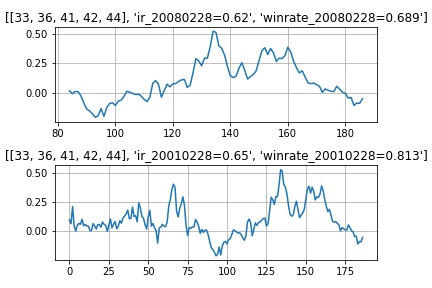 [[33, 36, 41, 42, 44], 'ir_20080228=0.62', 'winrate_20080228=0.689']
0.50
0.25
0.00
80 100 120 140 160 180
[[33, 36, 41, 42, 44], 'ir_20010228=0.65', 'winrate_20010228=0.813']
0.50
0.25
0.00
0 25 50 75 100 125 150 175